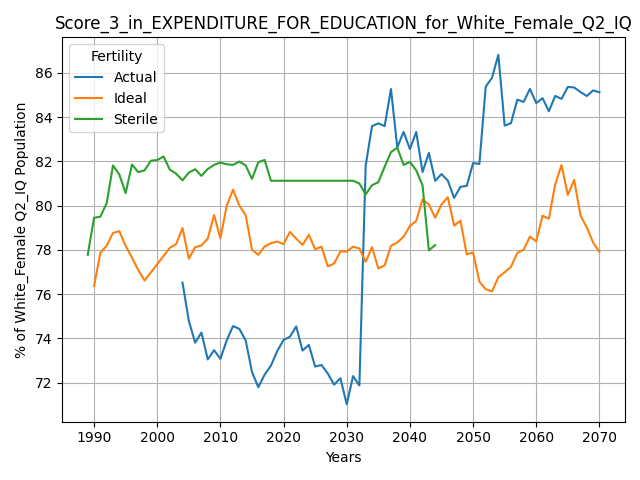 Score_3_in_EXPENDITURE_FOR_EDUCATION_for_White_Female_Q2_IQ
Fertility
Actual
Ideal
Sterile
% of White_Female Q2_IQ Population
86
84
82
80
78
76
74
72
1990 2000 2010 2020 2030 2040 2050 2060 2070
Years